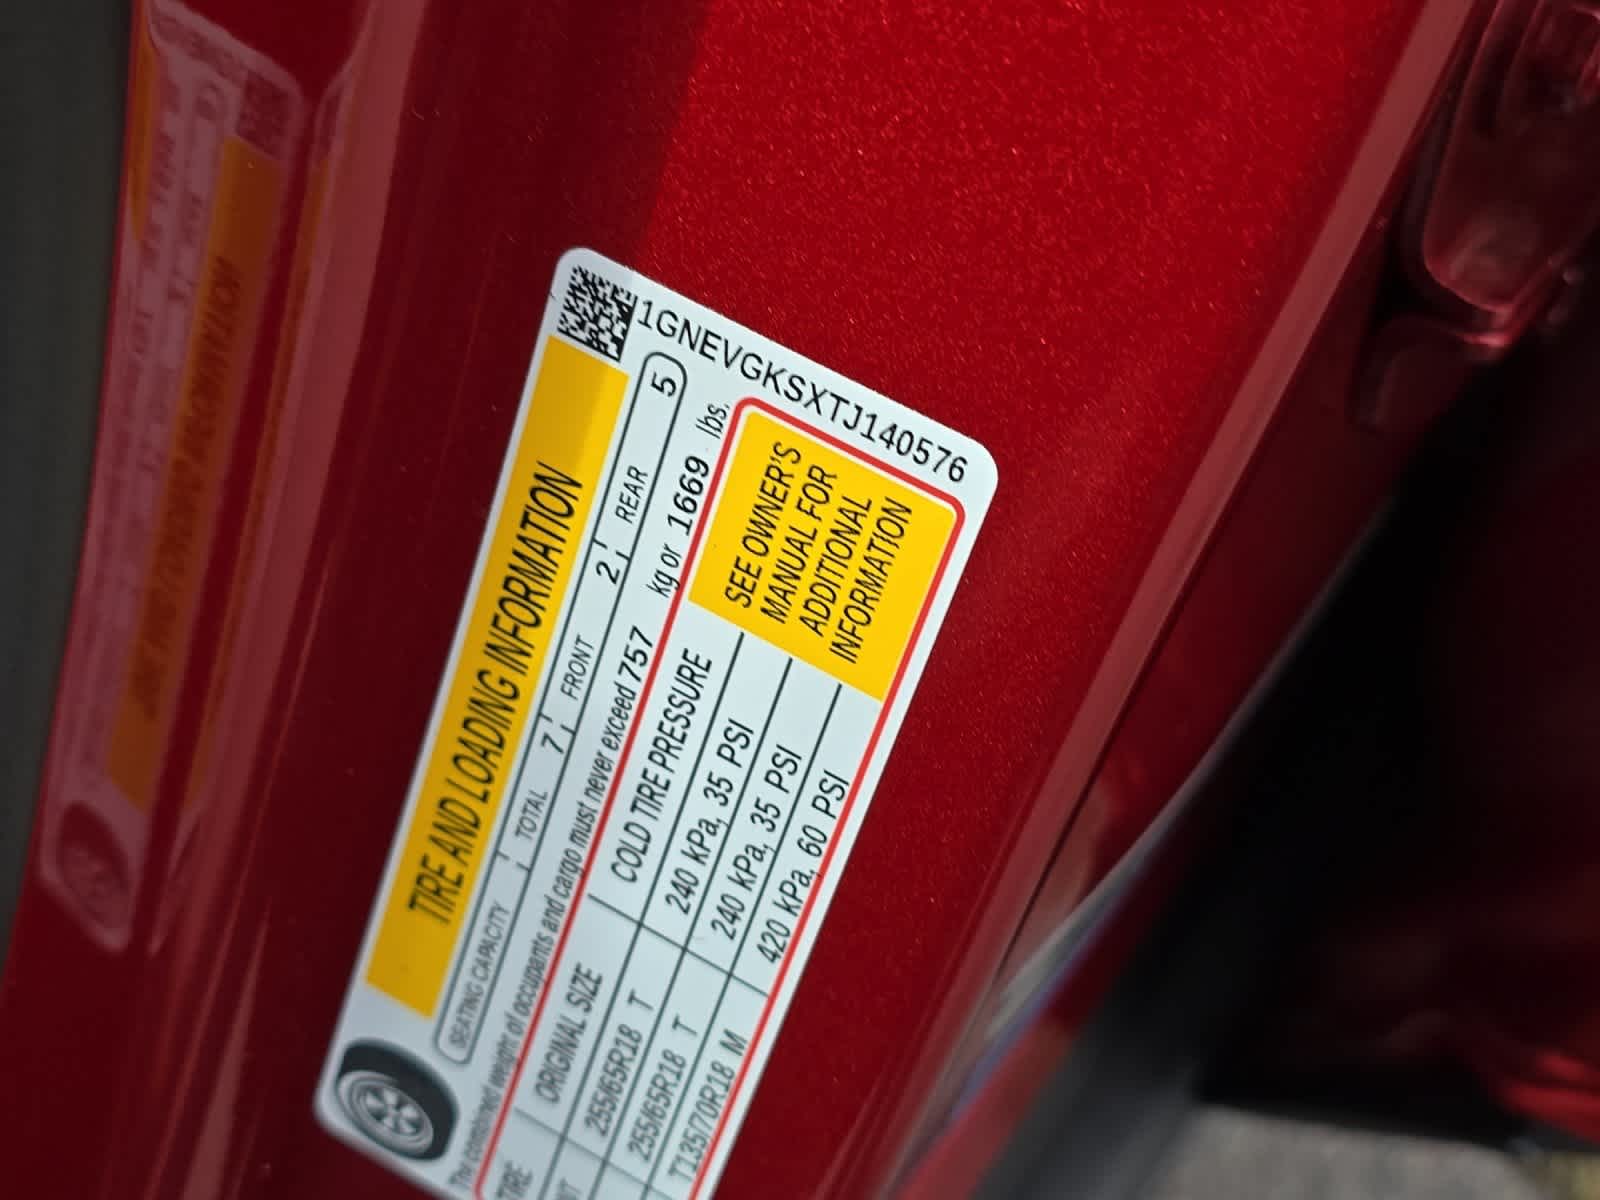 1GNEVGKSXTJ140576
TIRE AND LOADING INFORMATION
SEATING CAPACITY TOTAL 7 FRONT 2 REAR 5
The combined weight of occupants and cargo must never exceed 757 kg or 1669 lbs.
TIRE ORIGINAL SIZE COLD TIRE PRESSURE
255/65R18 T 240 kPa, 35 PSI
255/65R18 T 240 kPa, 35 PSI
T135/70R18 M 420 kPa, 60 PSI
SEE OWNER'S
MANUAL FOR
ADDITIONAL
INFORMATION